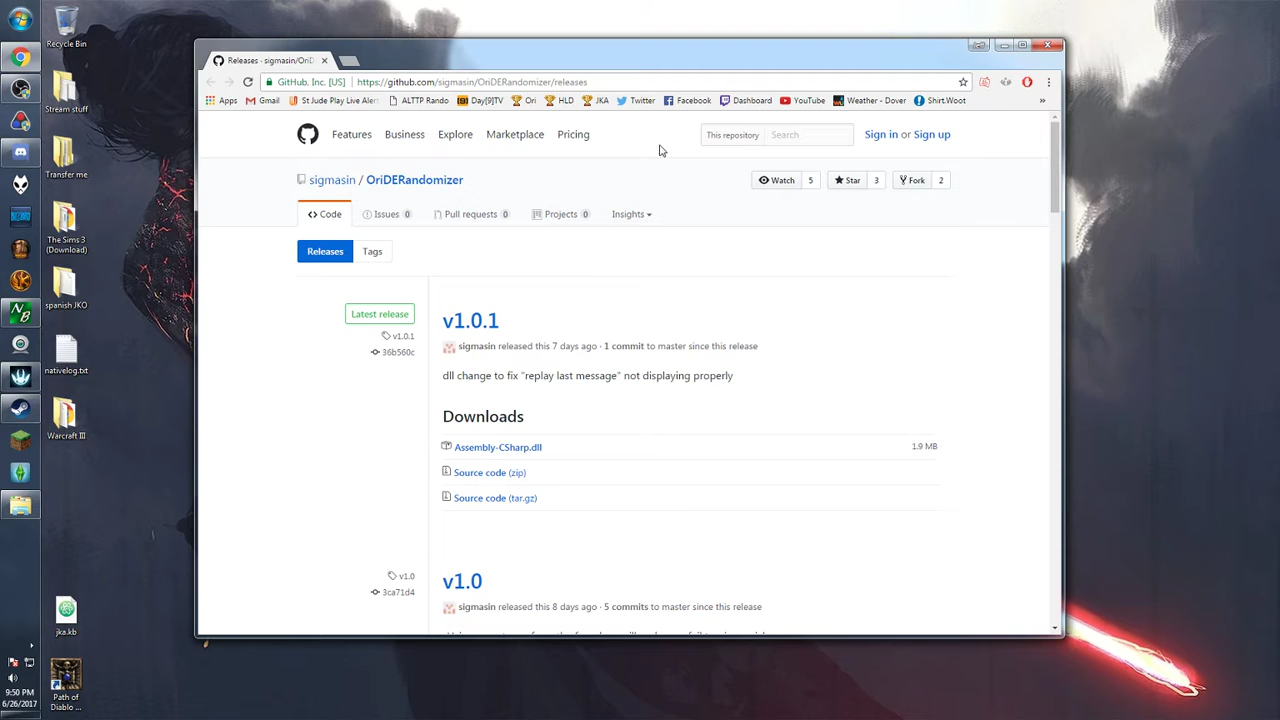 Recycle Bin
Stream stuff
Transfer me
The Sims 3
(Download)
spanish JKO
nativelog.txt
Warcraft III
jka.kb
Path of
Diablo ...
9:50 PM
6/26/2017
Releases · sigmasin/OriD
GitHub, Inc. [US]
https://github.com/sigmasin/OriDERandomizer/releases
Apps
Gmail
St Jude Play Live Aler
ALTTP Rando
Day[9]TV
Ori
HLD
JKA
Twitter
Facebook
Dashboard
YouTube
Weather - Dover
Shirt.Woot
»
Features
Business
Explore
Marketplace
Pricing
This repository
Search
Sign in or Sign up
sigmasin / OriDERandomizer
Watch 5
Star 3
Fork 2
<> Code
Issues 0
Pull requests 0
Projects 0
Insights
Releases
Tags
Latest release
v1.0.1
36b560c
v1.0.1
sigmasin released this 7 days ago · 1 commit to master since this release
dll change to fix "replay last message" not displaying properly
Downloads
Assembly-CSharp.dll
1.9 MB
Source code (zip)
Source code (tar.gz)
v1.0
3ca71d4
v1.0
sigmasin released this 8 days ago · 5 commits to master since this release